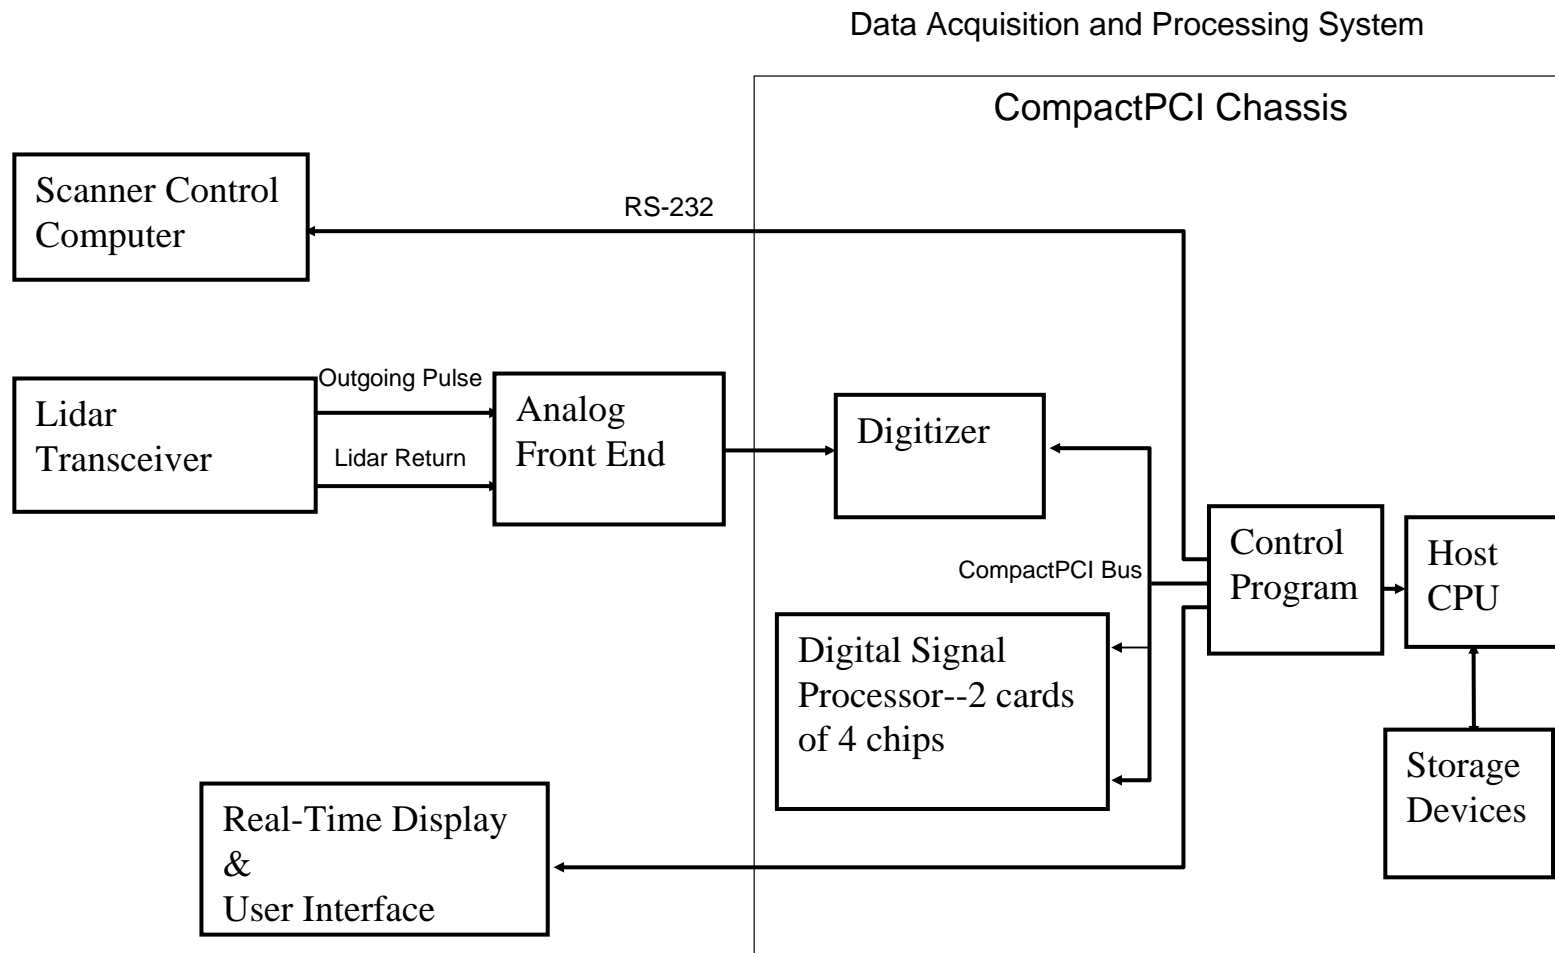 Data Acquisition and Processing System
CompactPCI Chassis
Scanner Control
Computer
RS-232
Lidar
Transceiver
Outgoing Pulse
Lidar Return
Analog
Front End
Digitizer
CompactPCI Bus
Control
Program
Host
CPU
Digital Signal
Processor--2 cards
of 4 chips
Storage
Devices
Real-Time Display
&
User Interface